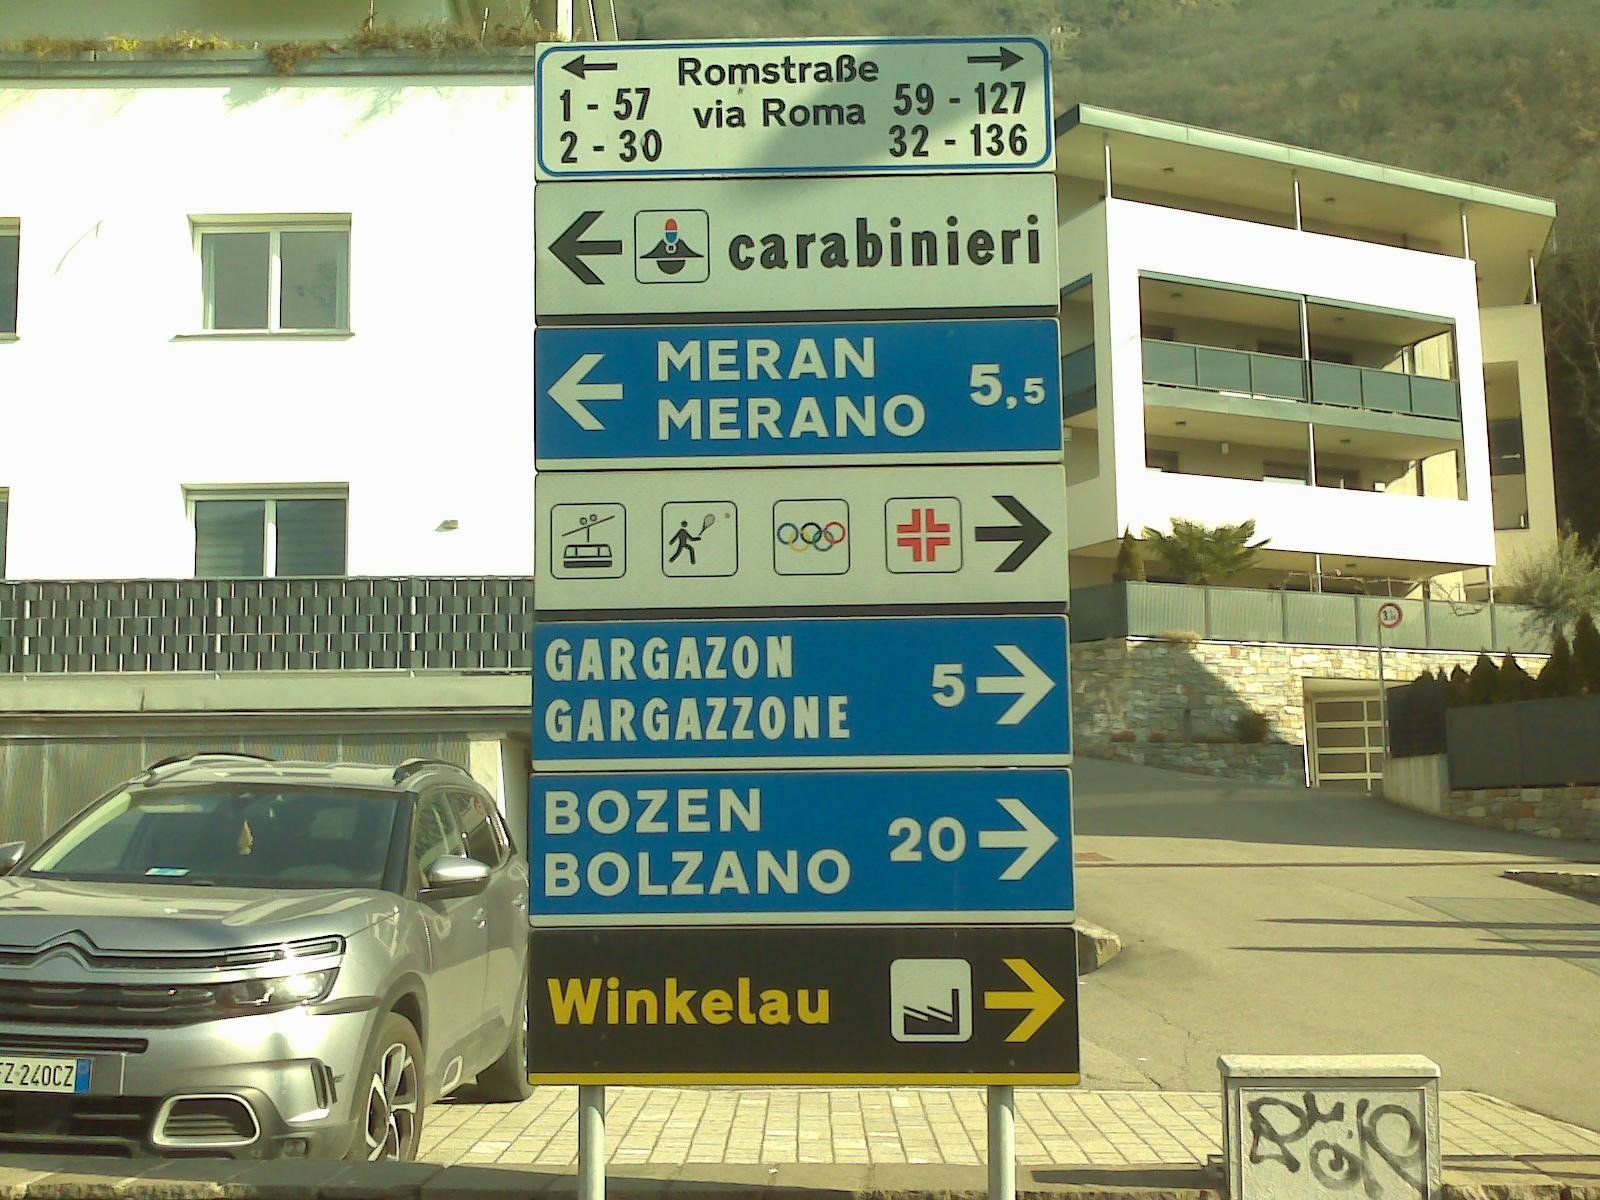 Romstraße
via Roma
1 - 57
2 - 30
59 - 127
32 - 136
carabinieri
MERAN
MERANO
5,5
GARGAZON
GARGAZZONE
5
BOZEN
BOLZANO
20
Winkelau
Z 240CZ